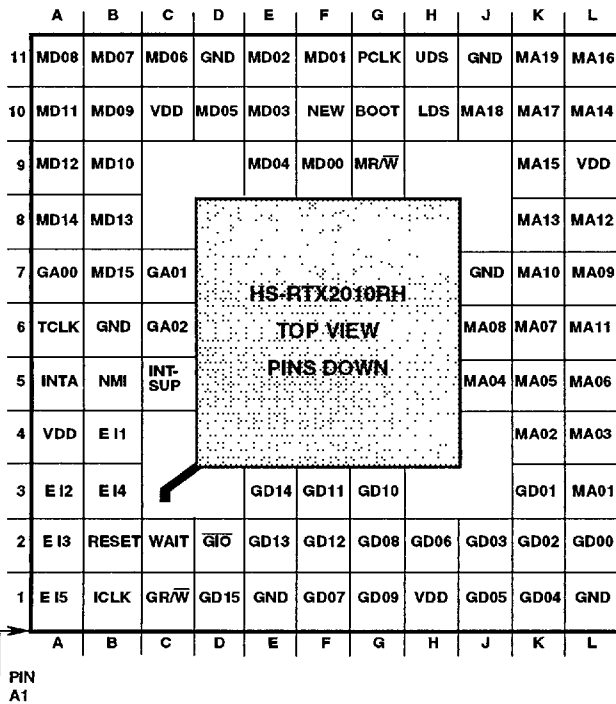 A B C D E F G H J K L
11 MD08 MD07 MD06 GND MD02 MD01 PCLK UDS GND MA19 MA16
10 MD11 MD09 VDD MD05 MD03 NEW BOOT LDS MA18 MA17 MA14
9 MD12 MD10 MD04 MD00 MR/W̅ MA15 VDD
8 MD14 MD13 MA13 MA12
7 GA00 MD15 GA01 GND MA10 MA09
HS-RTX2010RH
6 TCLK GND GA02 TOP VIEW MA08 MA07 MA11
PINS DOWN
5 INTA NMI INT-SUP MA04 MA05 MA06
4 VDD EI1 MA02 MA03
3 EI2 EI4 GD14 GD11 GD10 GD01 MA01
2 EI3 RESET WAIT G̅I̅O̅ GD13 GD12 GD08 GD06 GD03 GD02 GD00
1 EI5 ICLK GR/W̅ GD15 GND GD07 GD09 VDD GD05 GD04 GND
A B C D E F G H J K L
PIN
A1